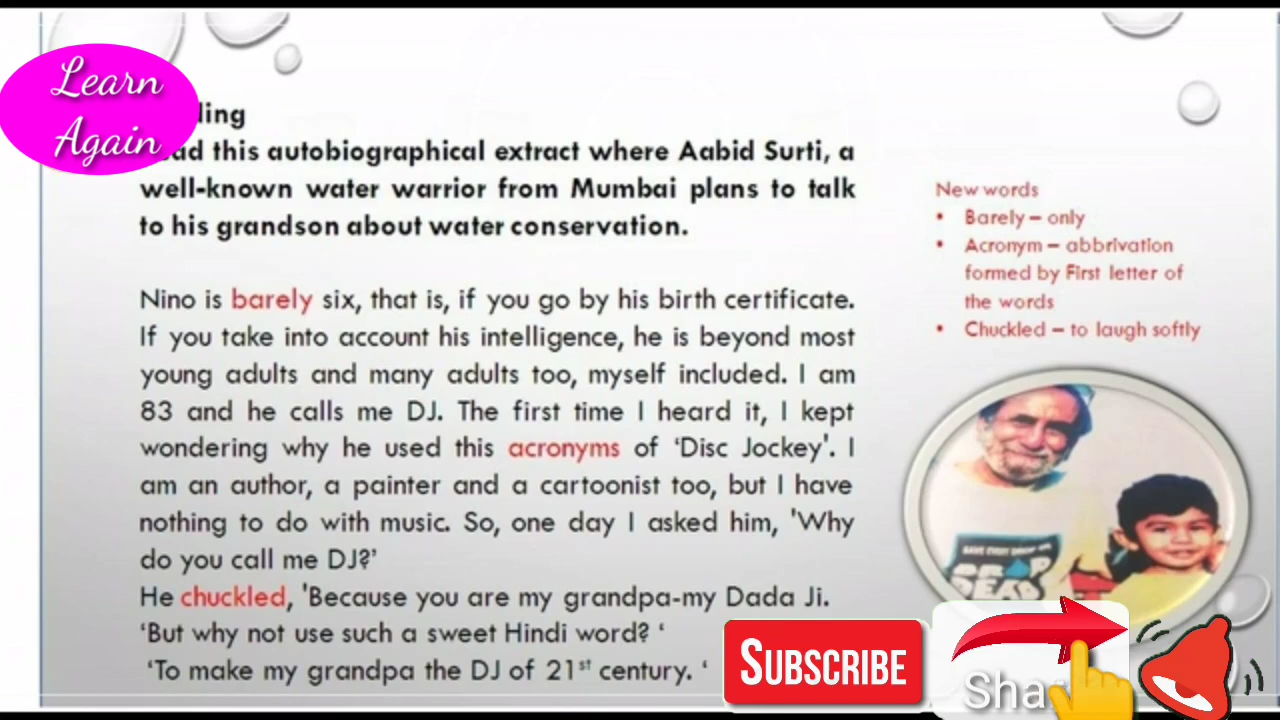 Learn
Again
ding
ad this autobiographical extract where Aabid Surti, a
well-known water warrior from Mumbai plans to talk
to his grandson about water conservation.
Nino is barely six, that is, if you go by his birth certificate.
If you take into account his intelligence, he is beyond most
young adults and many adults too, myself included. I am
83 and he calls me DJ. The first time I heard it, I kept
wondering why he used this acronyms of ‘Disc Jockey'. I
am an author, a painter and a cartoonist too, but I have
nothing to do with music. So, one day I asked him, 'Why
do you call me DJ?’
He chuckled, 'Because you are my grandpa-my Dada Ji.
‘But why not use such a sweet Hindi word? ‘
‘To make my grandpa the DJ of 21st century. ‘
New words
• Barely – only
• Acronym – abbrivation
formed by First letter of
the words
• Chuckled – to laugh softly
SAVE EVERY DROP OR
DROP
DEAD
SUBSCRIBE
Sha